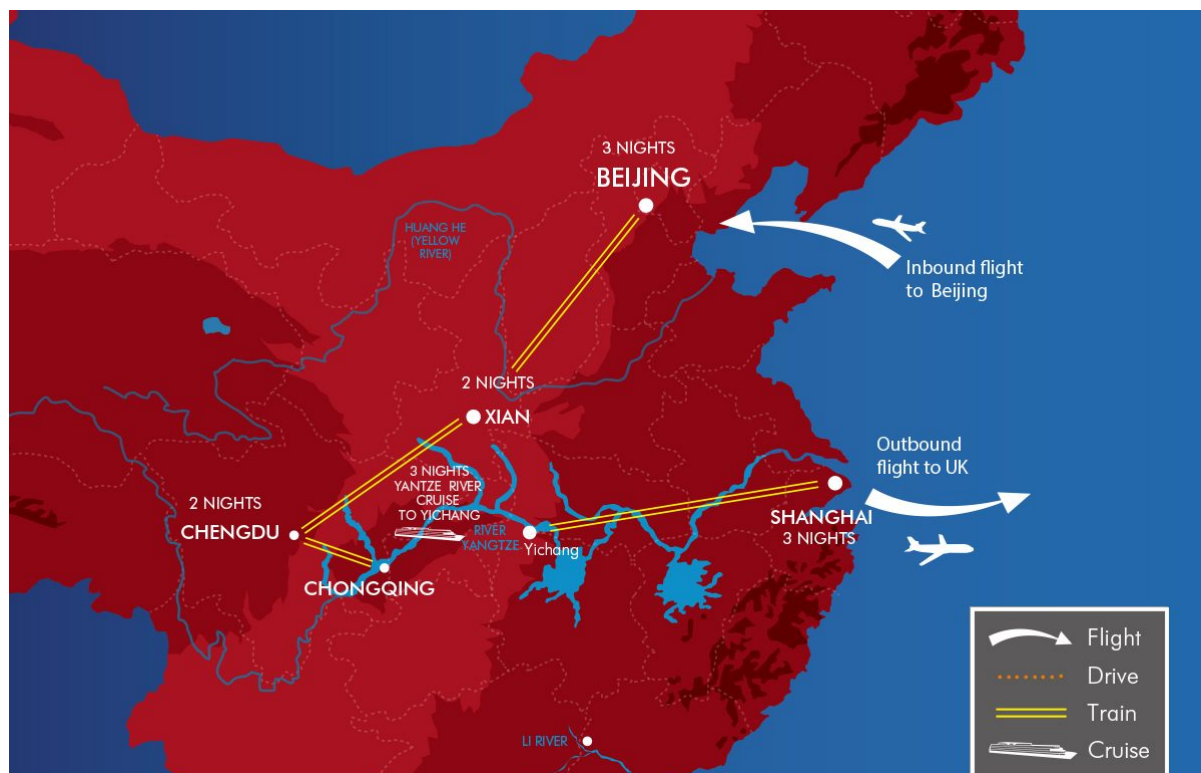 3 NIGHTS
BEIJING
HUANG HE
(YELLOW
RIVER)
Inbound flight
to Beijing
2 NIGHTS
XIAN
Outbound
flight to UK
3 NIGHTS
YANTZE RIVER
CRUISE
TO YICHANG
2 NIGHTS
CHENGDU
RIVER
YANGTZE
Yichang
SHANGHAI
3 NIGHTS
CHONGQING
LI RIVER
Flight
Drive
Train
Cruise